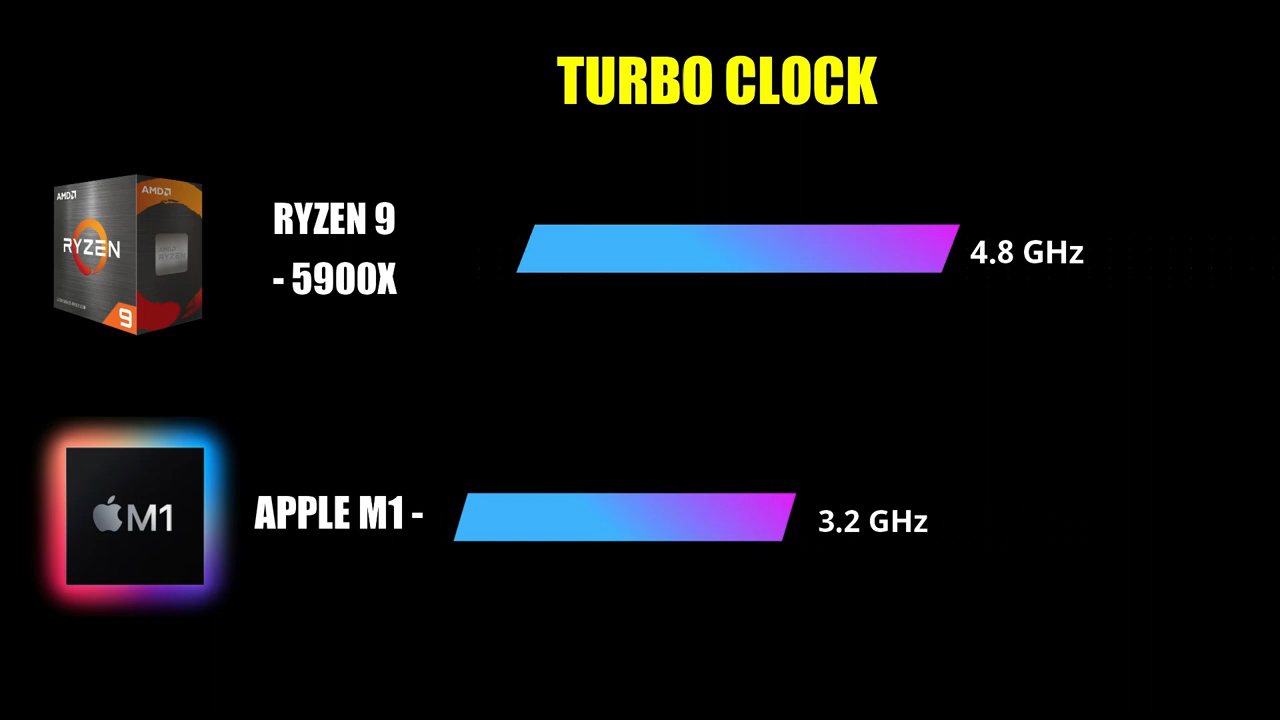 TURBO CLOCK
AMD
AMD
RYZEN
9
RYZEN 9
- 5900X
4.8 GHz
M1
APPLE M1 -
3.2 GHz